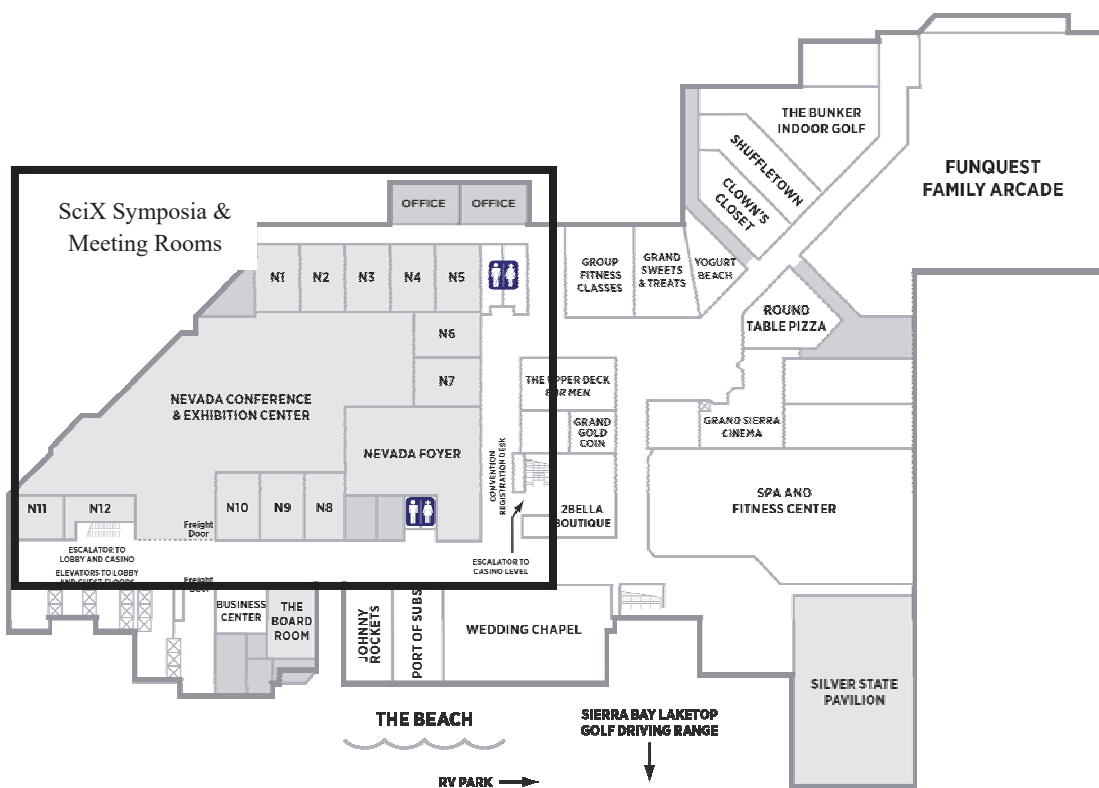 THE BUNKER
INDOOR GOLF
SHUFFLETOWN
CLOWN'S
CLOSET
FUNQUEST
FAMILY ARCADE
SciX Symposia &
Meeting Rooms
OFFICE
OFFICE
N1
N2
N3
N4
N5
GROUP
FITNESS
CLASSES
GRAND
SWEETS
& TREATS
YOGURT
BEACH
ROUND
TABLE PIZZA
N6
N7
THE UPPER DECK
FOR MEN
NEVADA CONFERENCE
& EXHIBITION CENTER
GRAND
GOLD
COIN
GRAND SIERRA
CINEMA
NEVADA FOYER
CONVENTION
REGISTRATION DESK
SPA AND
FITNESS CENTER
N11
N12
N10
N9
N8
2BELLA
BOUTIQUE
Freight
Door
ESCALATOR TO
LOBBY AND CASINO
ESCALATOR TO
CASINO LEVEL
ELEVATORS TO LOBBY
AND GUEST FLOORS
Freight
Door
BUSINESS
CENTER
THE
BOARD
ROOM
JOHNNY
ROCKETS
PORT OF SUBS
WEDDING CHAPEL
SILVER STATE
PAVILION
THE BEACH
SIERRA BAY LAKETOP
GOLF DRIVING RANGE
RV PARK